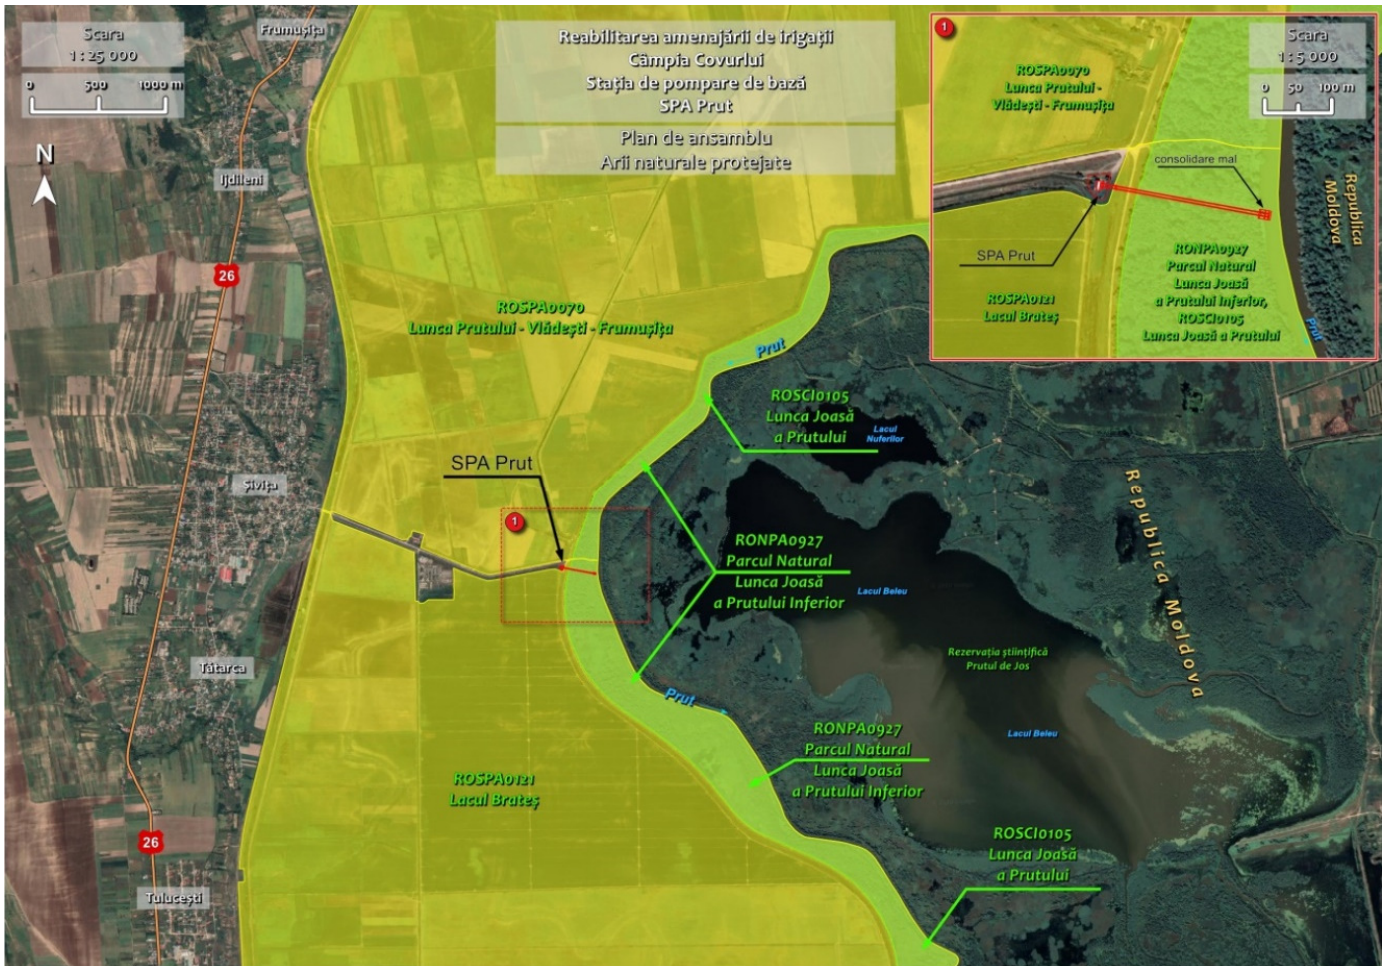 Scara
1 : 25 000
0 500 1000 m
N
Frumușița
Ijdileni
26
Șivița
Tătarca
26
Tulucești
Reabilitarea amenajării de irigații
Câmpia Covurlui
Stația de pompare de bază
SPA Prut
Plan de ansamblu
Arii naturale protejate
ROSPA0070
Lunca Prutului - Vlădești - Frumușița
SPA Prut
1
ROSPA0121
Lacul Brateș
Prut
ROSCI0105
Lunca Joasă
a Prutului
Lacul
Nuferilor
RONPA0927
Parcul Natural
Lunca Joasă
a Prutului Inferior
Lacul Beleu
Rezervația științifică
Prutul de Jos
Lacul Beleu
Republica Moldova
Prut
RONPA0927
Parcul Natural
Lunca Joasă
a Prutului Inferior
ROSCI0105
Lunca Joasă
a Prutului
1
Scara
1 : 5 000
0 50 100 m
ROSPA0070
Lunca Prutului -
Vlădești - Frumușița
consolidare mal
SPA Prut
ROSPA0121
Lacul Brateș
RONPA0927
Parcul Natural
Lunca Joasă
a Prutului Inferior,
ROSCI0105
Lunca Joasă a Prutului
Republica
Moldova
Prut